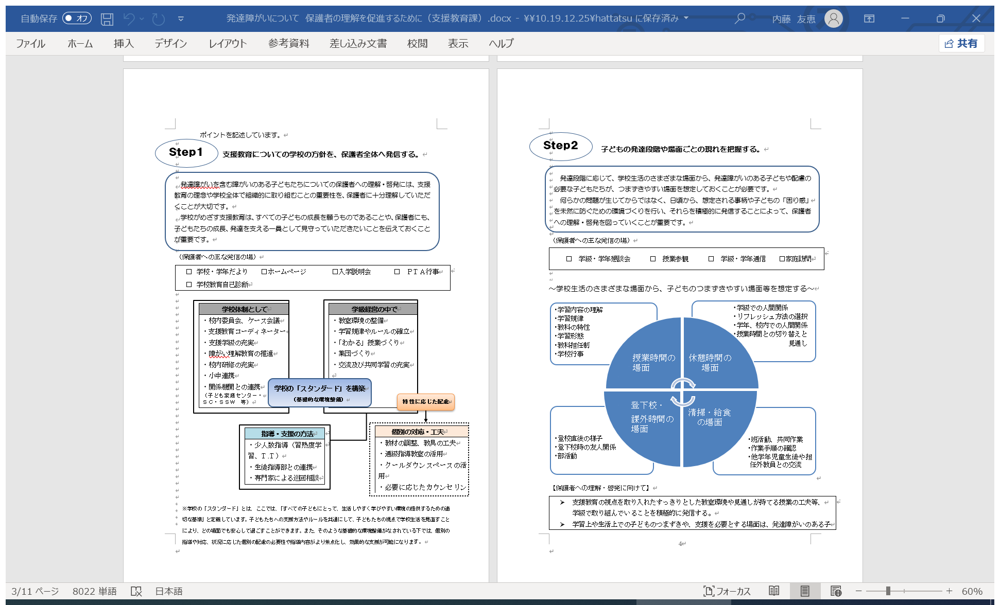 自動保存 オフ 発達障がいについて 保護者の理解を促進するために（支援教育課）.docx - ¥¥10.19.12.25¥hattatsu に保存済み 内藤 友恵
ファイル ホーム 挿入 デザイン レイアウト 参考資料 差し込み文書 校閲 表示 ヘルプ 共有
ポイントを記述しています。
Step1 支援教育についての学校の方針を、保護者全体へ発信する。
発達障がいを含む障がいのある子どもたちについての保護者への理解・啓発には、支援
教育の理念や学校全体で組織的に取り組むことの重要性を、保護者に十分理解していただ
くことが大切です。
学校がめざす支援教育は、すべての子どもの成長を願うものであることや、保護者にも、
子どもたちの成長、発達を支える一員として見守っていただきたいことを伝えておくこと
が重要です。
（保護者への主な発信の場）
□ 学校・学年だより □ホームページ □入学説明会 □ ＰＴＡ行事
□ 学校教育自己診断
学校体制として
・校内委員会、ケース会議
・支援教育コーディネーター
・支援学級の充実
・障がい理解教育の推進
・校内研修の充実
・小中連携
・関係機関との連携
（子ども家庭センター・
ＳＣ・ＳＳＷ 等）
学級経営の中で
・教室環境の整備
・学習規律やルールの確立
・「わかる」授業づくり
・集団づくり
・交流及び共同学習の充実
学校の「スタンダード」を構築
（基礎的な環境整備）
特性に応じた配慮
指導・支援の方法
・少人数指導（習熟度学
習、T.T）
・生徒指導部との連携
・専門家による巡回相談
個別の対応・工夫
・教材の調整、教具の工夫
・通級指導教室の活用
・クールダウンスペースの活
用
・必要に応じたカウンセリン
※学校の「スタンダード」とは、ここでは、「すべての子どもにとって、生活しやすく学びやすい環境の提供するための適
切な基準」と定義しています。子どもたちへの支援方法やルールを共通にして、子どもたちの視点で学校生活を見直すこと
により、どの場面でも安心して過ごすことができます。また、そのような基礎的な環境整備がなされている下では、個別の
指導や対応、状況に応じた個別の配慮の必要性や指導内容がより焦点化し、効果的な支援が可能になります。
Step2 子どもの発達段階や場面ごとの現れを把握する。
発達段階に応じて、学校生活のさまざまな場面から、発達障がいのある子どもや配慮の
必要な子どもたちが、つまずきやすい場面を想定しておくことが必要です。
何らかの問題が生じてからではなく、日頃から、想定される事柄や子どもの「困り感」
を未然に防ぐための環境づくりを行い、それらを積極的に発信することによって、保護者
への理解・啓発を図っていくことが重要です。
（保護者への主な発信の場）
□ 学級・学年懇談会 □ 授業参観 □ 学級・学年通信 □家庭訪問
～学校生活のさまざまな場面から、子どものつまずきやすい場面等を想定する～
•学習内容の理解
•学習規律
•教科の特性
•学習形態
•教科担任制
•学校行事
•学級での人間関係
•リフレッシュ方法の選択
•学年、校内での人間関係
•授業時間との切り替えと
見通し
授業時間の
場面
休憩時間の
場面
登下校・
課外時間の
場面
清掃・給食
の場面
•登校直後の様子
•登下校時の友人関係
•部活動
•班活動、共同作業
•作業手順の確認
•他学年児童生徒や担
任外教員との交流
【保護者への理解・啓発に向けて】
➢ 支援教育の視点を取り入れたすっきりとした教室環境や見通しが持てる授業の工夫等、
学級で取り組んでいることを積極的に発信する。
➢ 学習上や生活上での子どものつまずきや、支援を必要とする場面は、発達障がいのある子
4
3/11 ページ 8022 単語 日本語 フォーカス 60%